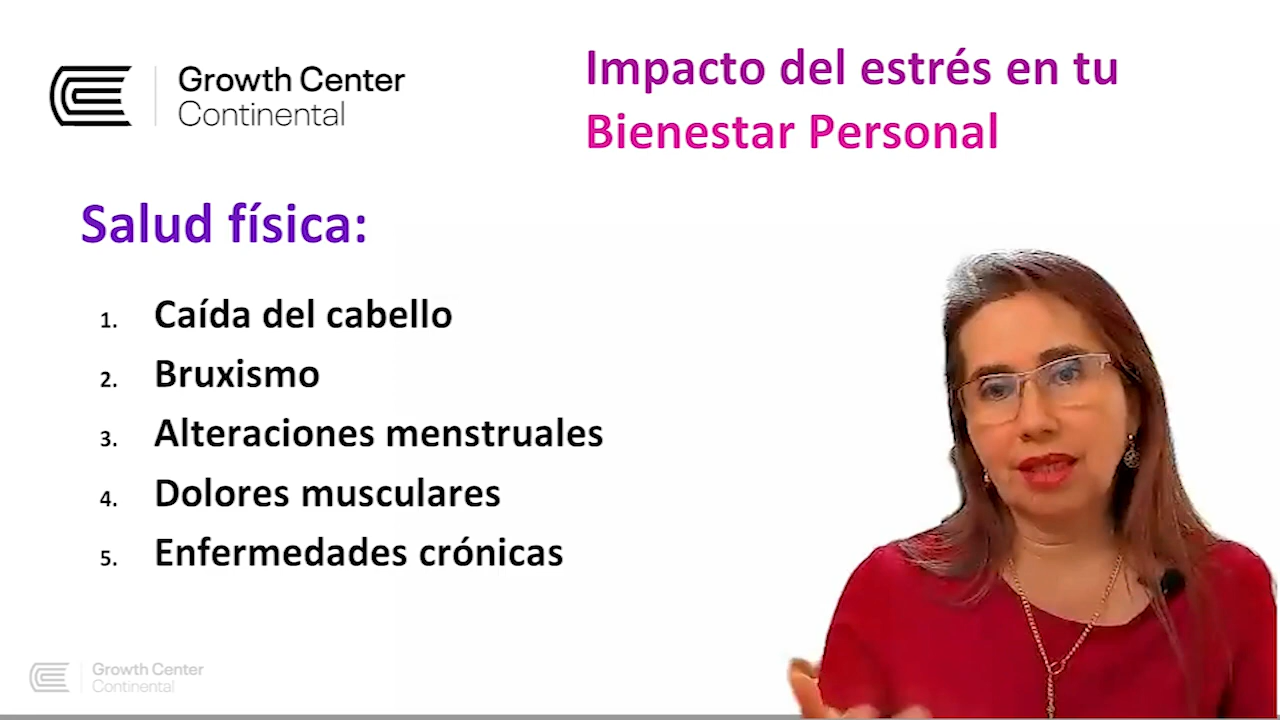 Growth Center
Continental
Impacto del estrés en tu
Bienestar Personal
Salud física:
1. Caída del cabello
2. Bruxismo
3. Alteraciones menstruales
4. Dolores musculares
5. Enfermedades crónicas
Growth Center
Continental